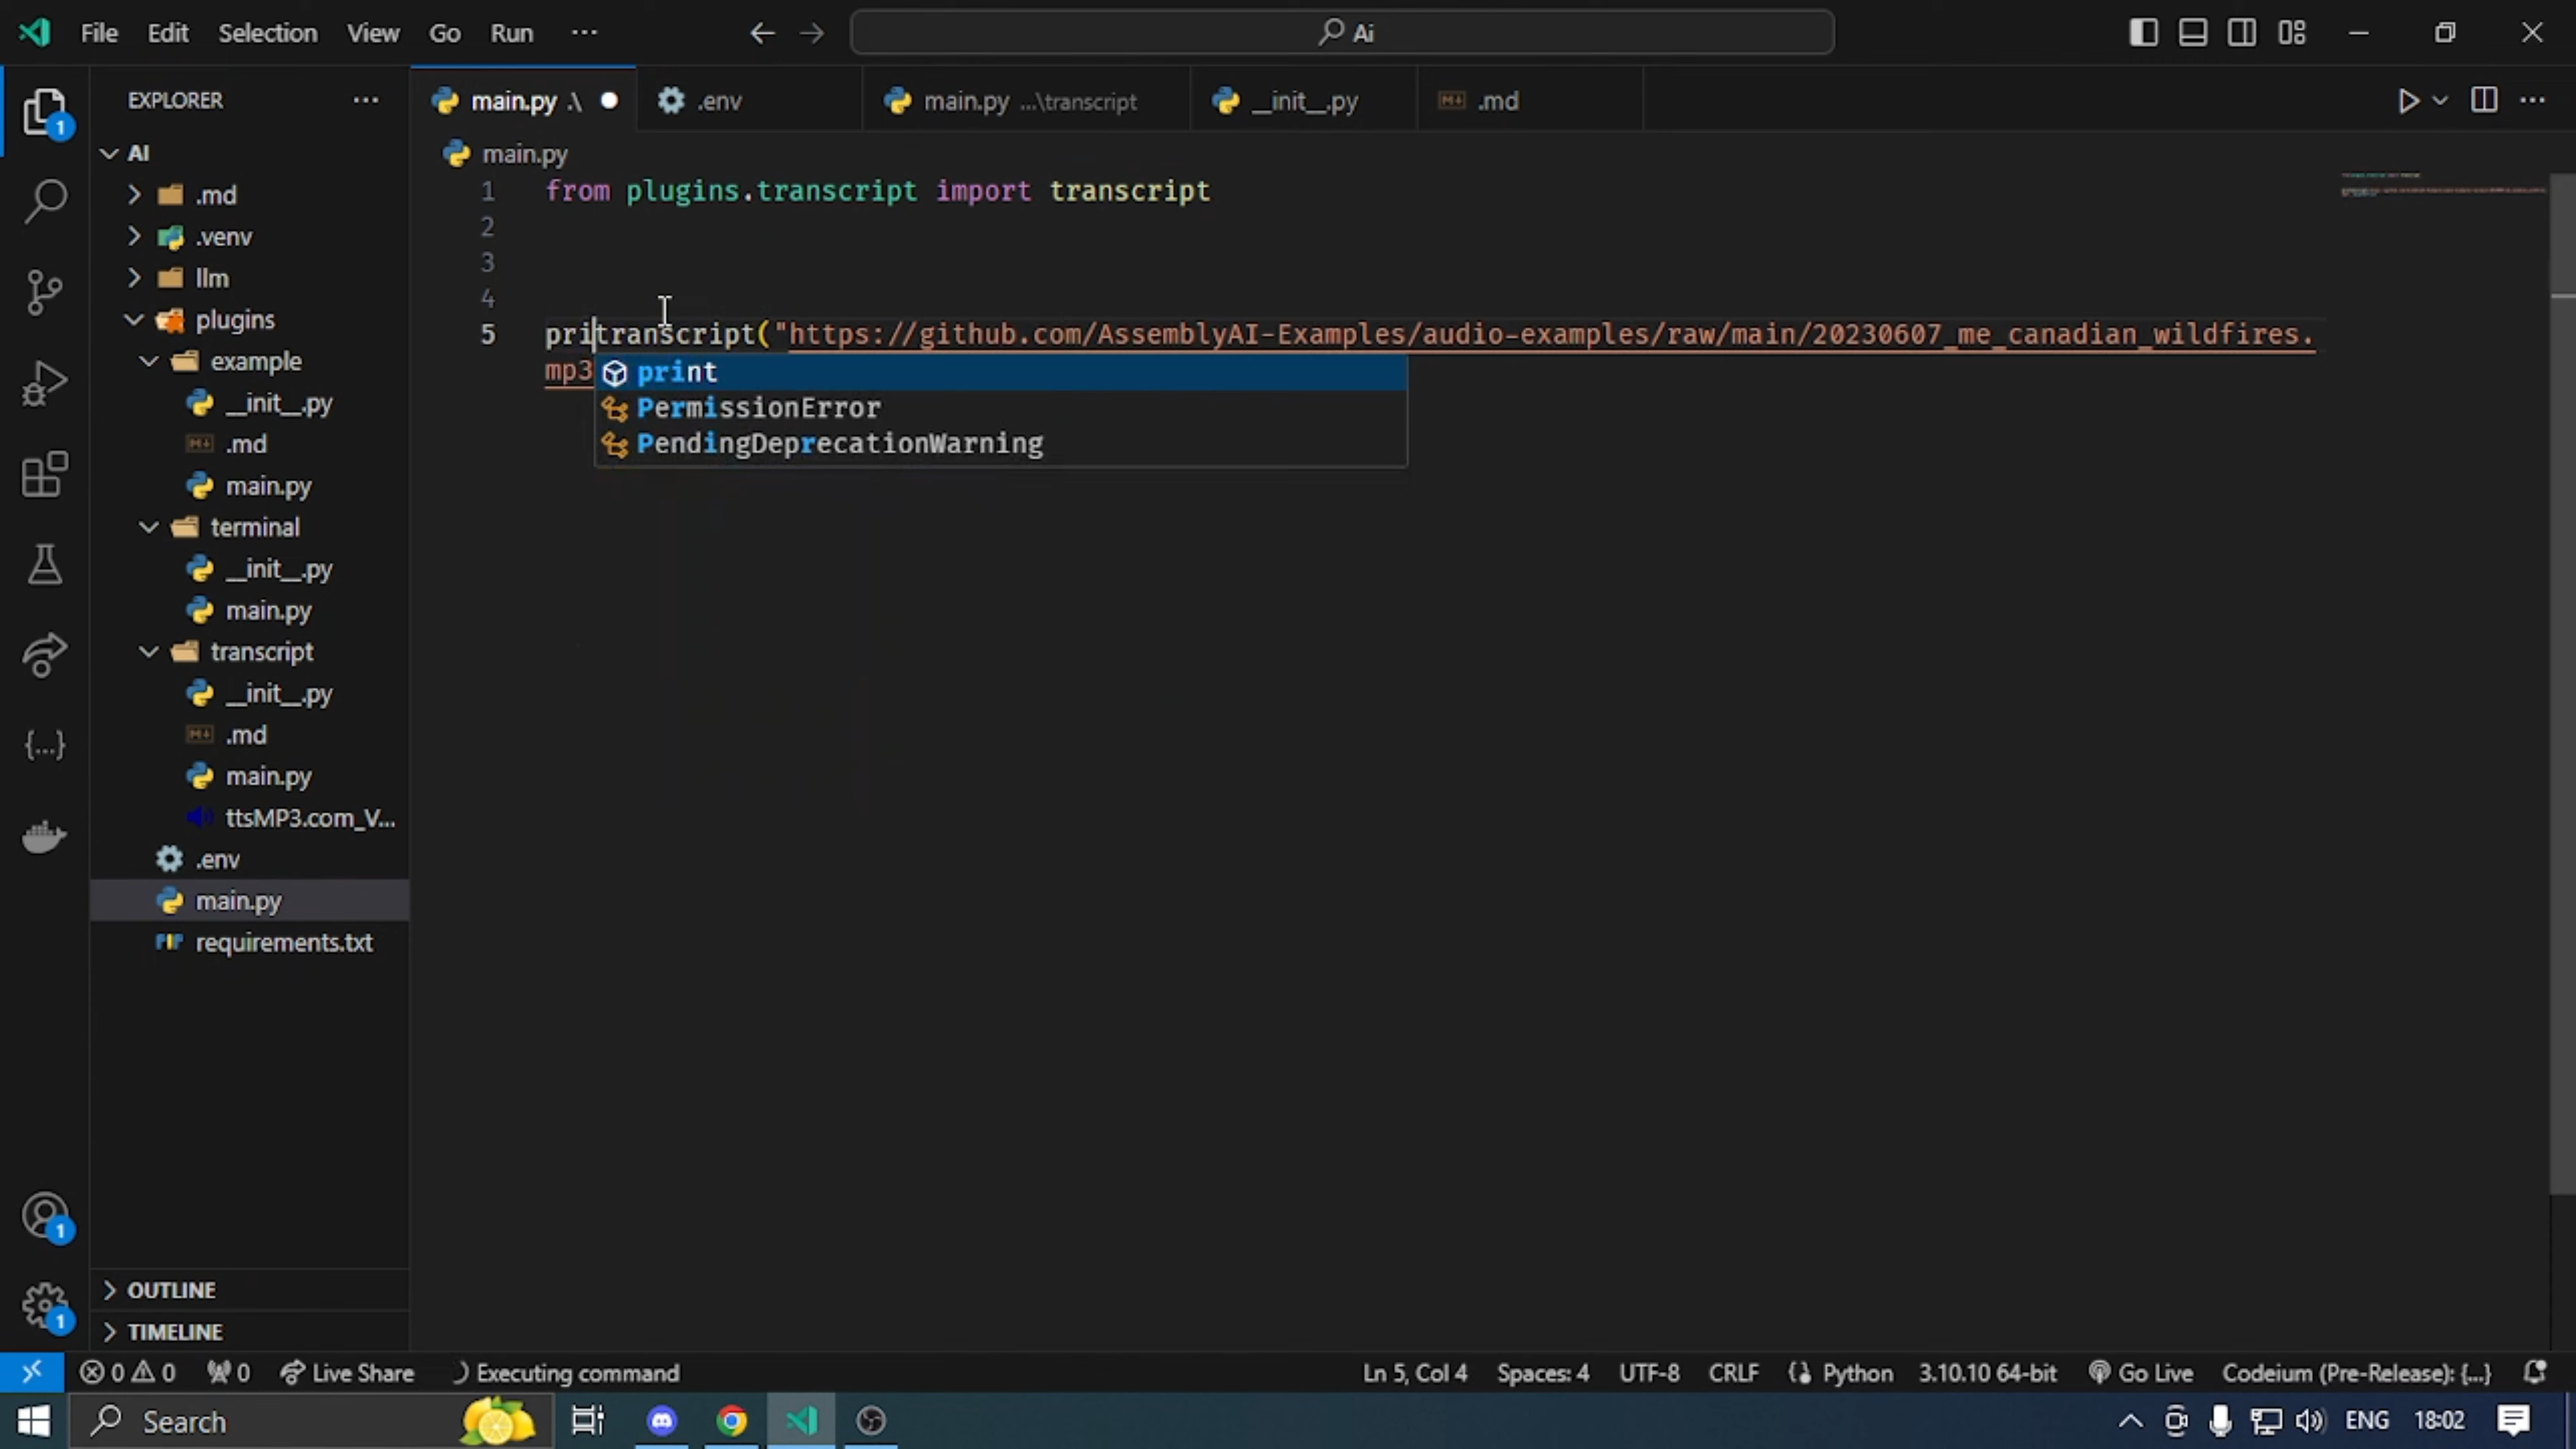 File Edit Selection View Go Run ···
Ai
EXPLORER ···
main.py .\
.env
main.py ...\transcript
__init__.py
.md
1
AI
.md
.venv
llm
plugins
example
__init__.py
.md
main.py
terminal
__init__.py
main.py
transcript
__init__.py
.md
main.py
ttsMP3.com_V...
.env
main.py
requirements.txt
OUTLINE
TIMELINE
1
1
main.py
1 from plugins.transcript import transcript
2
3
4
5 pritranscript("https://github.com/AssemblyAI-Examples/audio-examples/raw/main/20230607_me_canadian_wildfires.
mp3
print
PermissionError
PendingDeprecationWarning
0 0 0 Live Share Executing command Ln 5, Col 4 Spaces: 4 UTF-8 CRLF Python 3.10.10 64-bit Go Live Codeium (Pre-Release): {...}
Search ENG 18:02